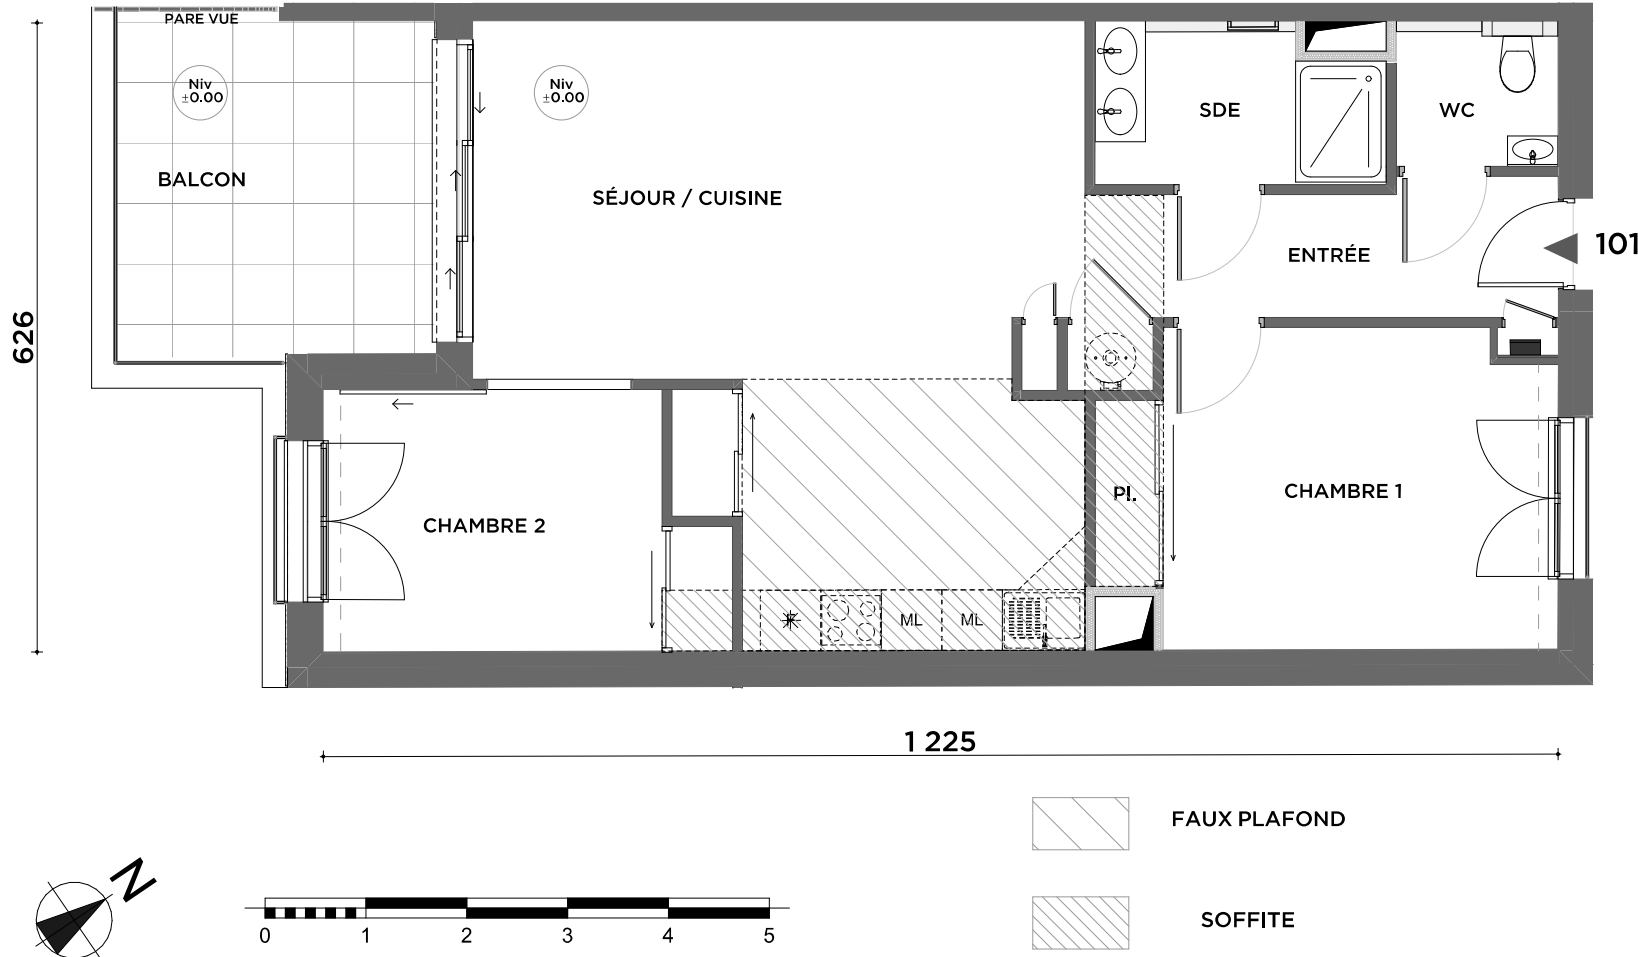 PARE VUE
Niv
±0.00
Niv
±0.00
SDE
WC
BALCON
SÉJOUR / CUISINE
ENTRÉE
101
626
Pl.
CHAMBRE 1
CHAMBRE 2
ML
ML
1 225
FAUX PLAFOND
N
SOFFITE
0 1 2 3 4 5